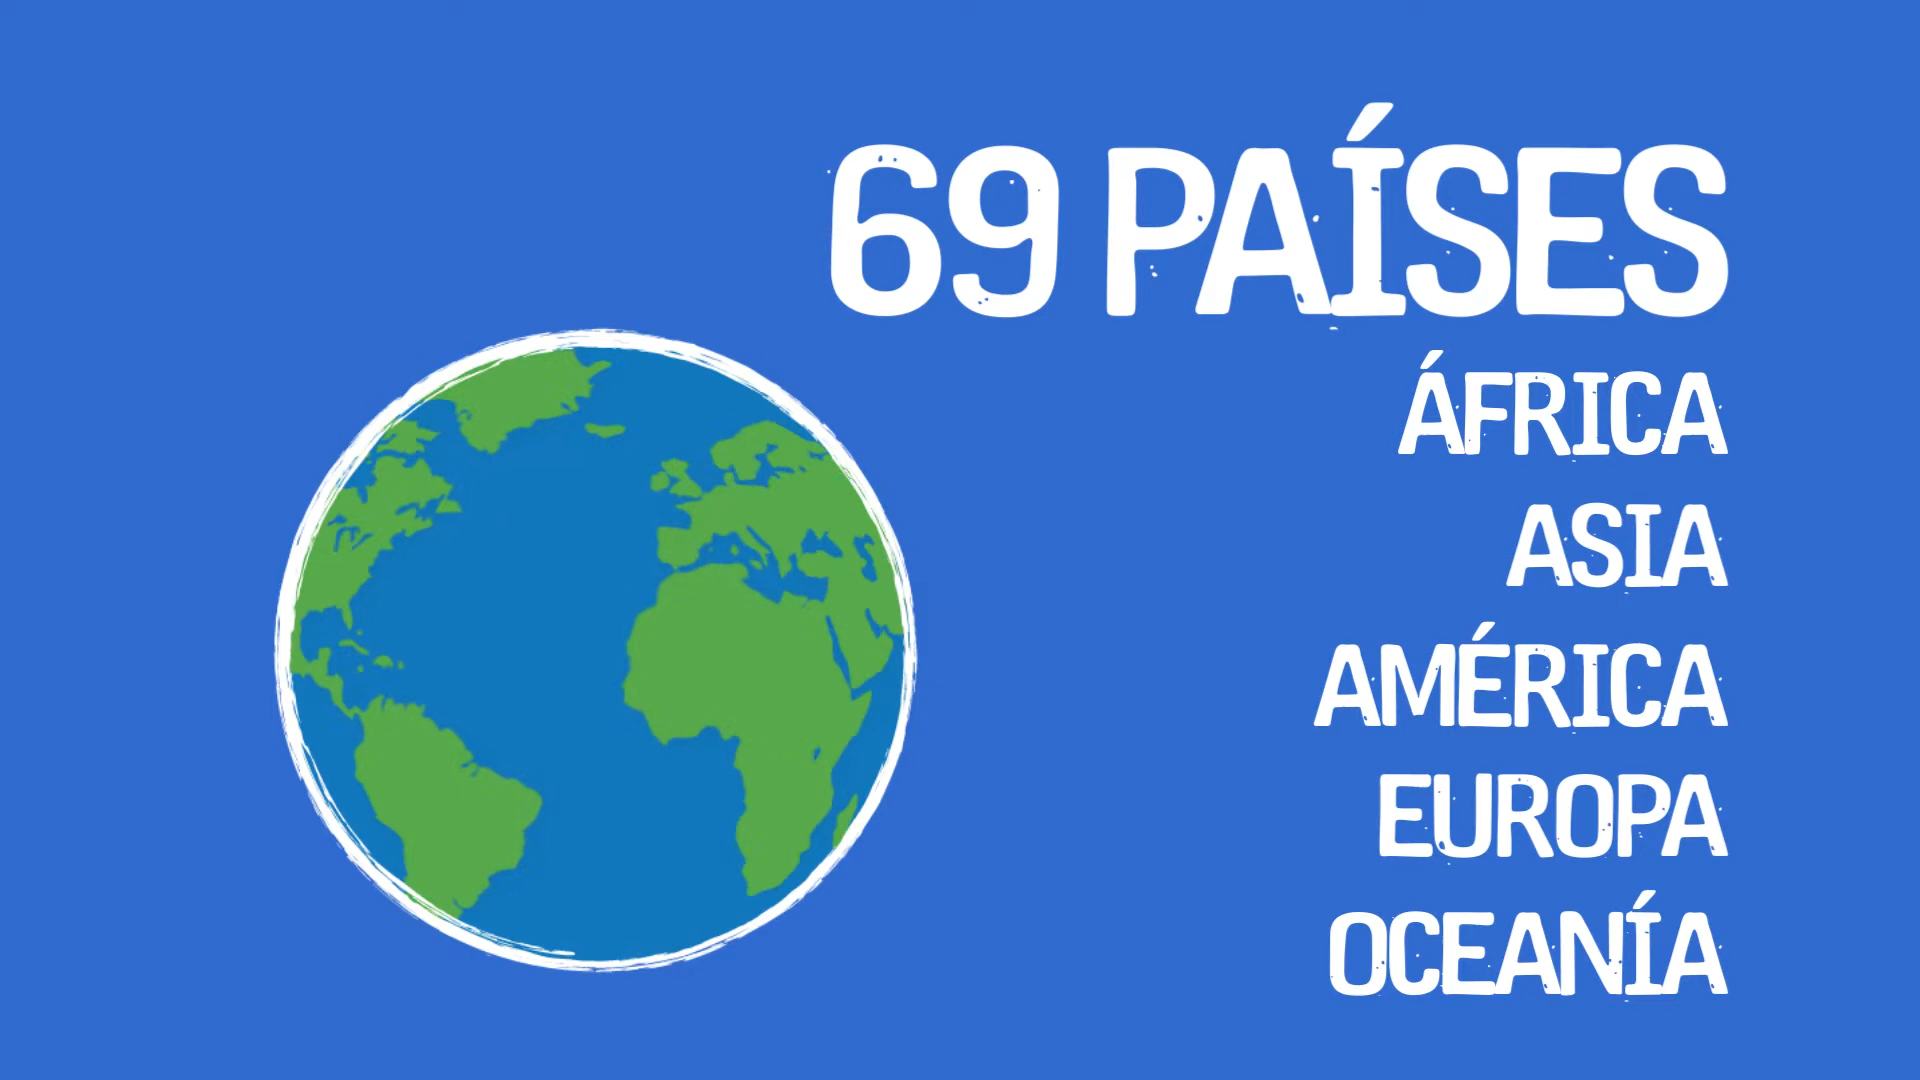 69 PAÍSES
ÁFRICA
ASIA
AMÉRICA
EUROPA
OCEANÍA